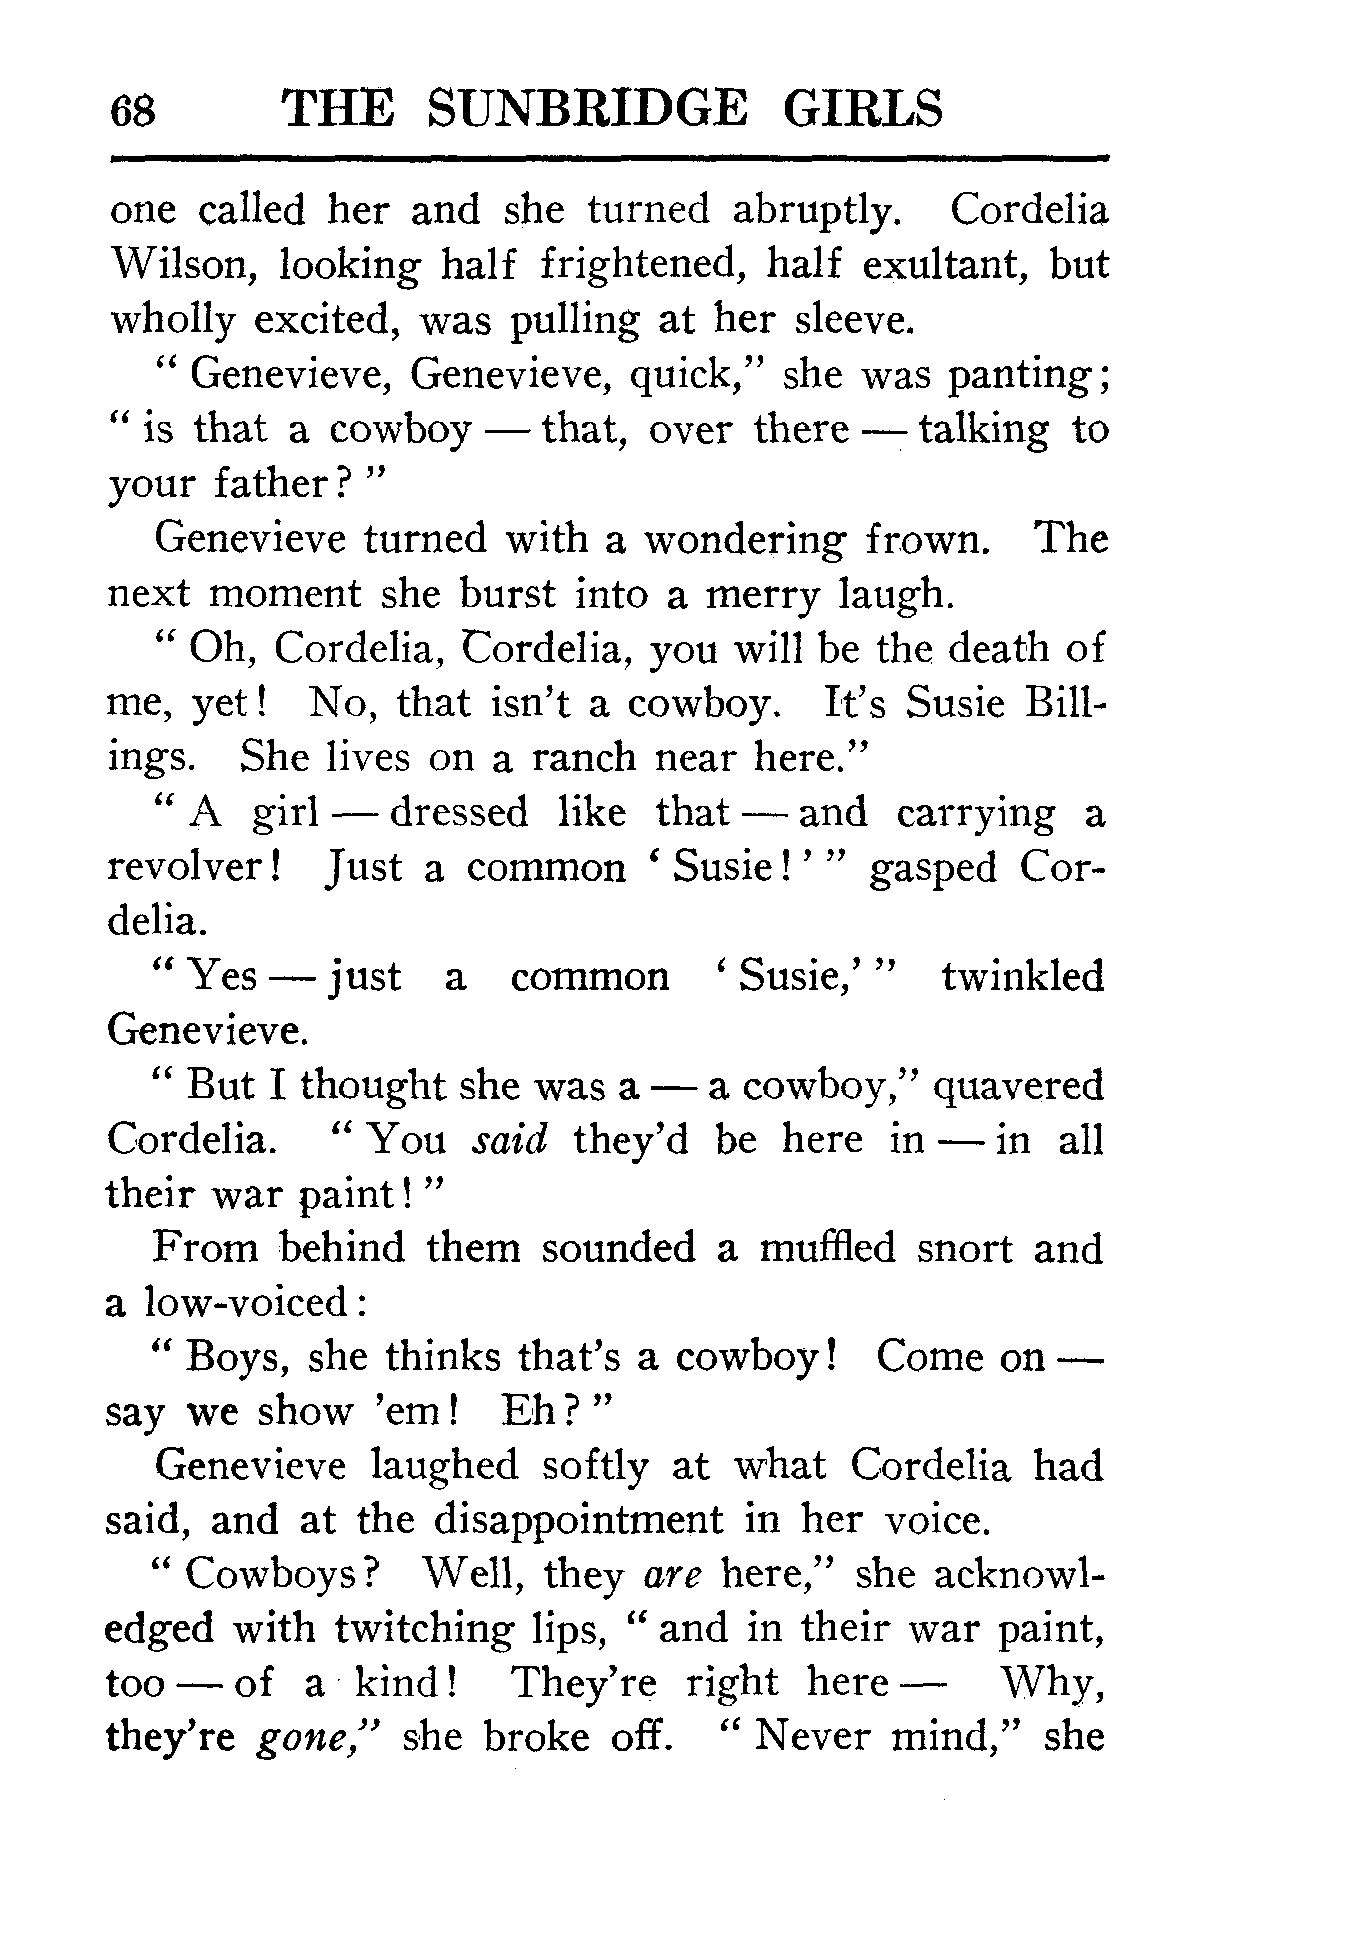 68 THE SUNBRIDGE GIRLS
one called her and she turned abruptly. Cordelia
Wilson, looking half frightened, half exultant, but
wholly excited, was pulling at her sleeve.
“ Genevieve, Genevieve, quick,” she was panting;
“ is that a cowboy — that, over there — talking to
your father? ”
Genevieve turned with a wondering frown. The
next moment she burst into a merry laugh.
“ Oh, Cordelia, Cordelia, you will be the death of
me, yet! No, that isn’t a cowboy. It’s Susie Bill-
ings. She lives on a ranch near here.”
“ A girl — dressed like that — and carrying a
revolver! Just a common ‘ Susie! ’ ” gasped Cor-
delia.
“ Yes — just a common ‘ Susie,’ ” twinkled
Genevieve.
“ But I thought she was a — a cowboy,” quavered
Cordelia. “ You said they’d be here in — in all
their war paint! ”
From behind them sounded a muffled snort and
a low-voiced:
“ Boys, she thinks that’s a cowboy! Come on —
say we show ’em! Eh? ”
Genevieve laughed softly at what Cordelia had
said, and at the disappointment in her voice.
“ Cowboys? Well, they are here,” she acknowl-
edged with twitching lips, “ and in their war paint,
too — of a kind! They’re right here — Why,
they’re gone,” she broke off. “ Never mind,” she